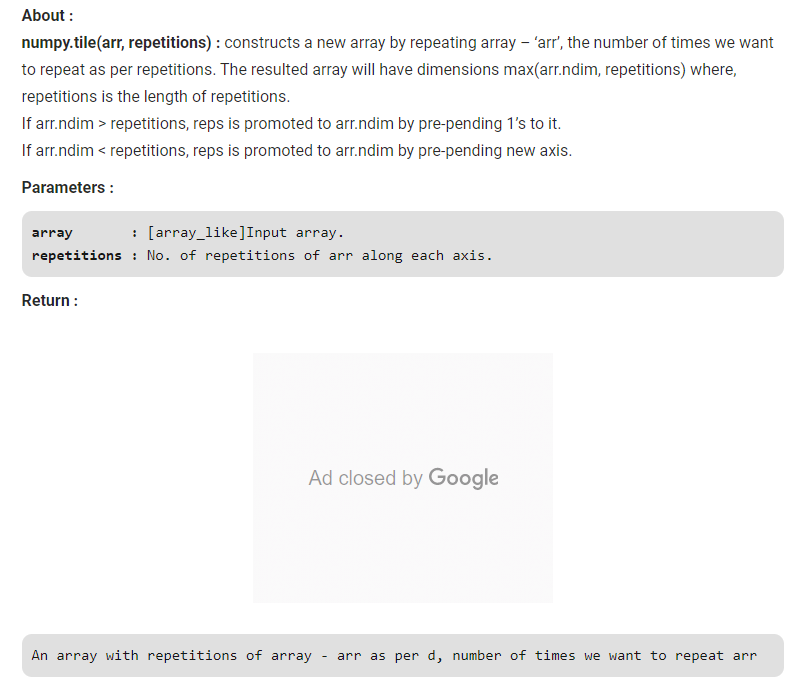 About :
numpy.tile(arr, repetitions) : constructs a new array by repeating array – ‘arr’, the number of times we want
to repeat as per repetitions. The resulted array will have dimensions max(arr.ndim, repetitions) where,
repetitions is the length of repetitions.
If arr.ndim > repetitions, reps is promoted to arr.ndim by pre-pending 1’s to it.
If arr.ndim < repetitions, reps is promoted to arr.ndim by pre-pending new axis.
Parameters :
array       : [array_like]Input array.
repetitions : No. of repetitions of arr along each axis.
Return :
Ad closed by Google
An array with repetitions of array - arr as per d, number of times we want to repeat arr